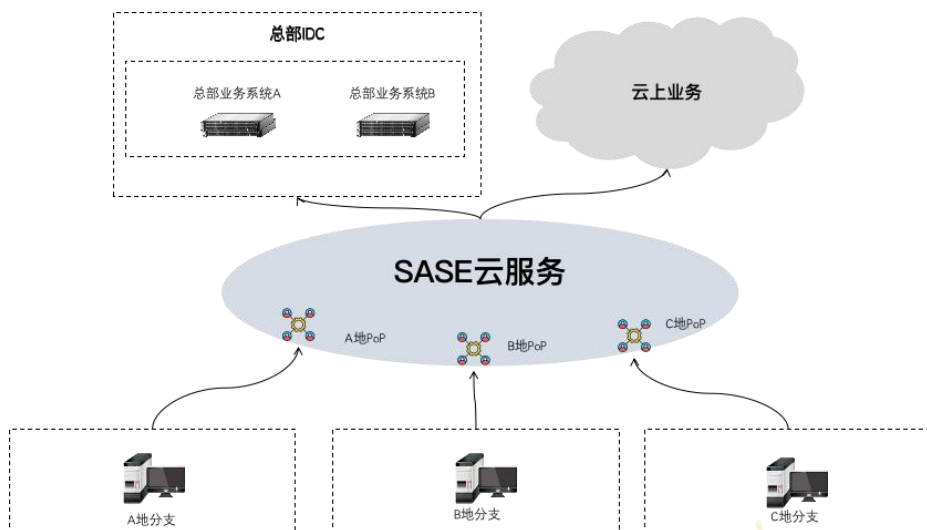 总部IDC
总部业务系统A
总部业务系统B
云上业务
SASE云服务
A地PoP
B地PoP
C地PoP
A地分支
B地分支
C地分支